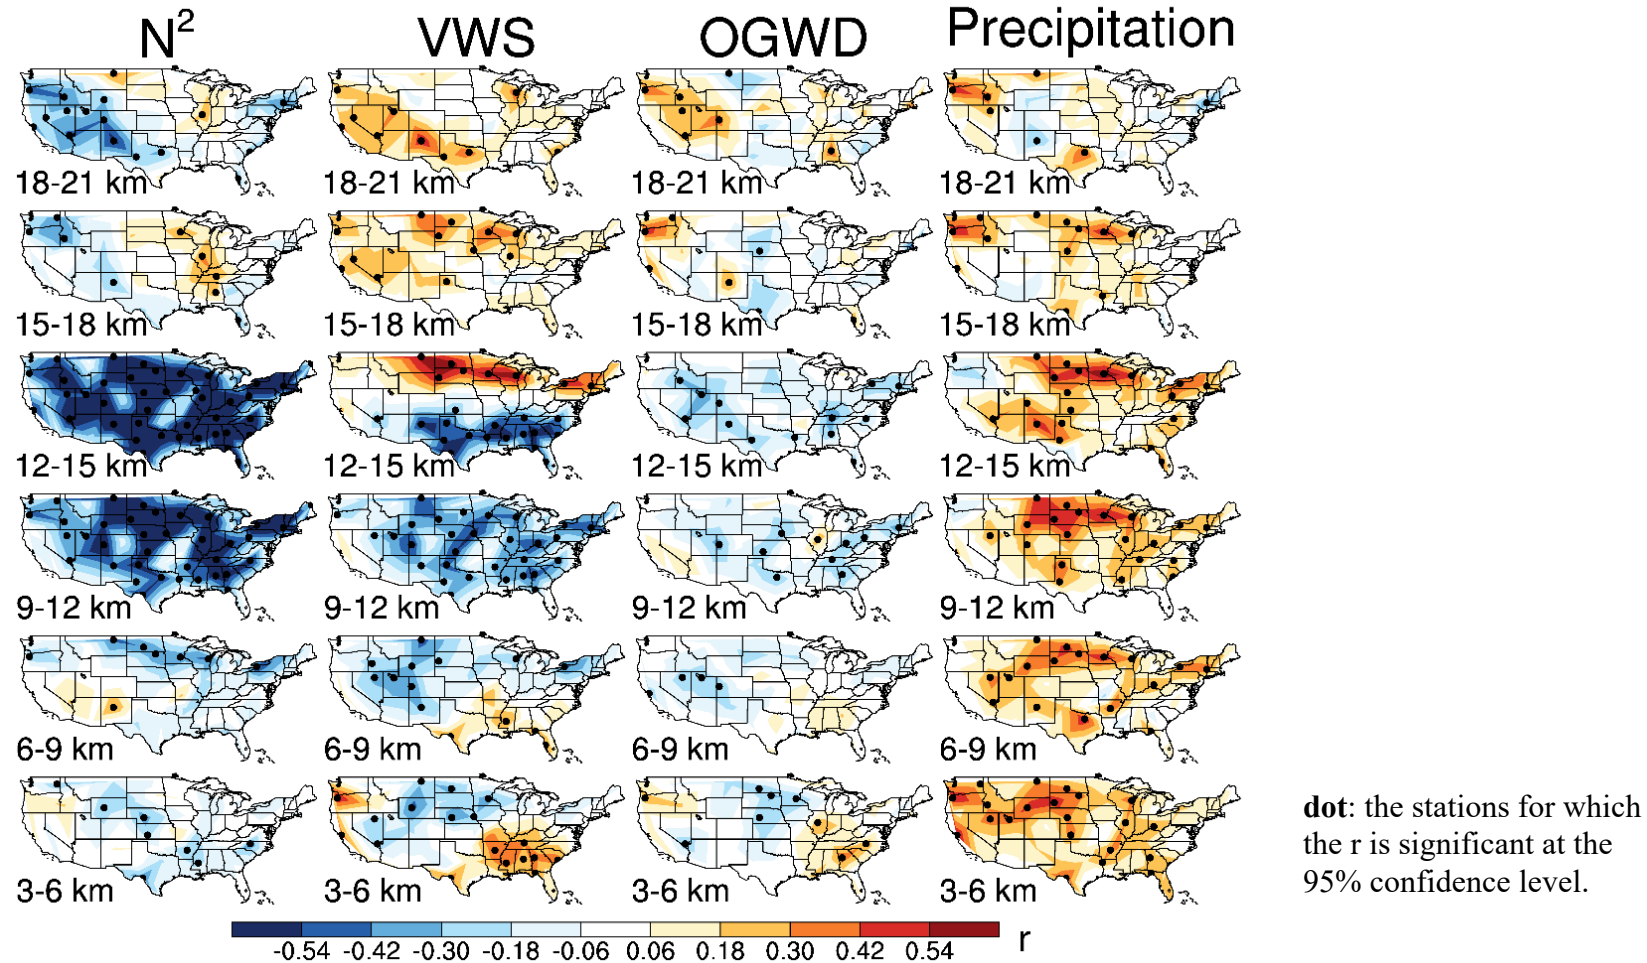 N² VWS OGWD Precipitation
18-21 km 18-21 km 18-21 km 18-21 km
15-18 km 15-18 km 15-18 km 15-18 km
12-15 km 12-15 km 12-15 km 12-15 km
9-12 km 9-12 km 9-12 km 9-12 km
6-9 km 6-9 km 6-9 km 6-9 km
3-6 km 3-6 km 3-6 km 3-6 km
dot: the stations for which
the r is significant at the
95% confidence level.
-0.54 -0.42 -0.30 -0.18 -0.06 0.06 0.18 0.30 0.42 0.54 r